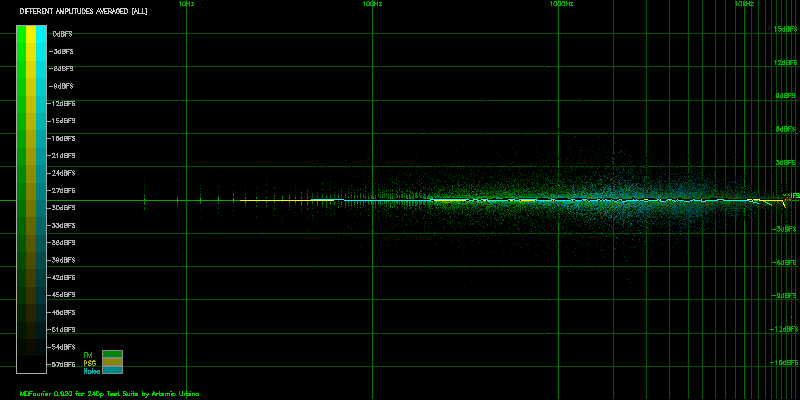 DIFFERENT AMPLITUDES AVERAGED [ALL]
10Hz 100Hz 1000Hz 10kHz
0dBFS
-3dBFS
-6dBFS
-9dBFS
-12dBFS
-15dBFS
-18dBFS
-21dBFS
-24dBFS
-27dBFS
-30dBFS
-33dBFS
-36dBFS
-39dBFS
-42dBFS
-45dBFS
-48dBFS
-51dBFS
-54dBFS
-57dBFS
15dBFS
12dBFS
9dBFS
6dBFS
3dBFS
-3dBFS
-6dBFS
-9dBFS
-12dBFS
-15dBFS
FM
PSG
Noise
MDFourier 0.980 for 240p Test Suite by Artemio Urbina